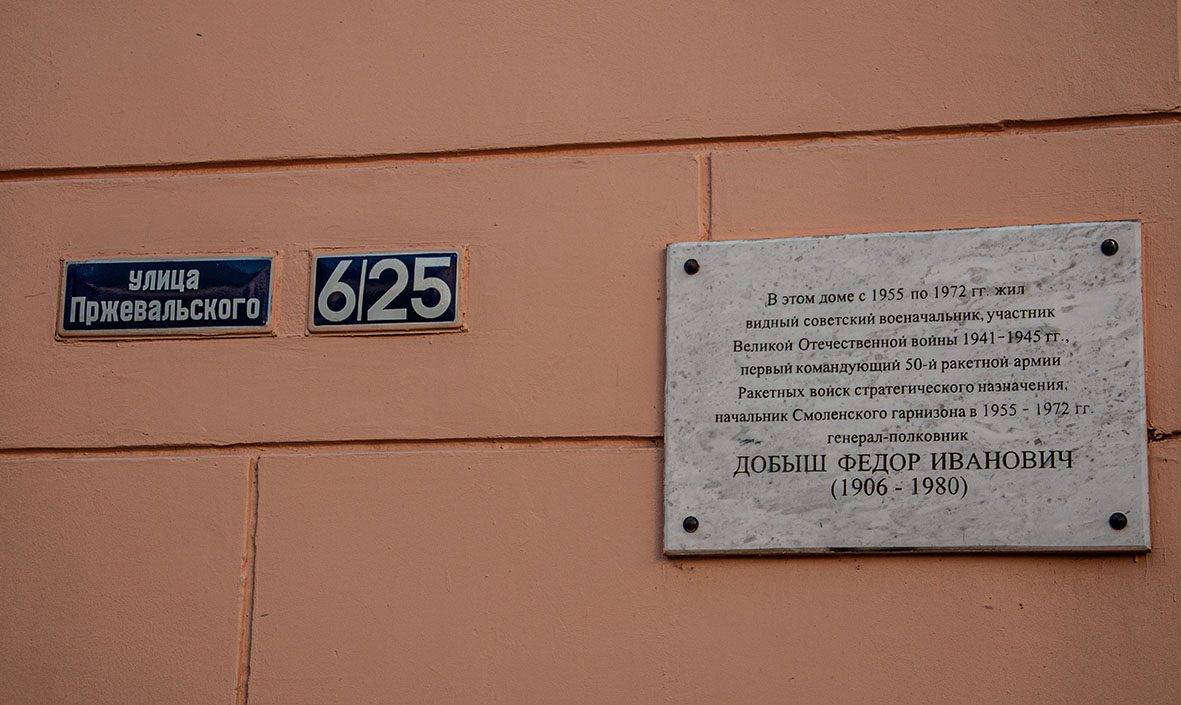 улица
Пржевальского
6/25
В этом доме с 1955 по 1972 гг. жил
видный советский военачальник, участник
Великой Отечественной войны 1941-1945 гг.,
первый командующий 50-й ракетной армии
Ракетных войск стратегического назначения,
начальник Смоленского гарнизона в 1955 - 1972 гг.
генерал-полковник
ДОБЫШ ФЕДОР ИВАНОВИЧ
(1906 - 1980)